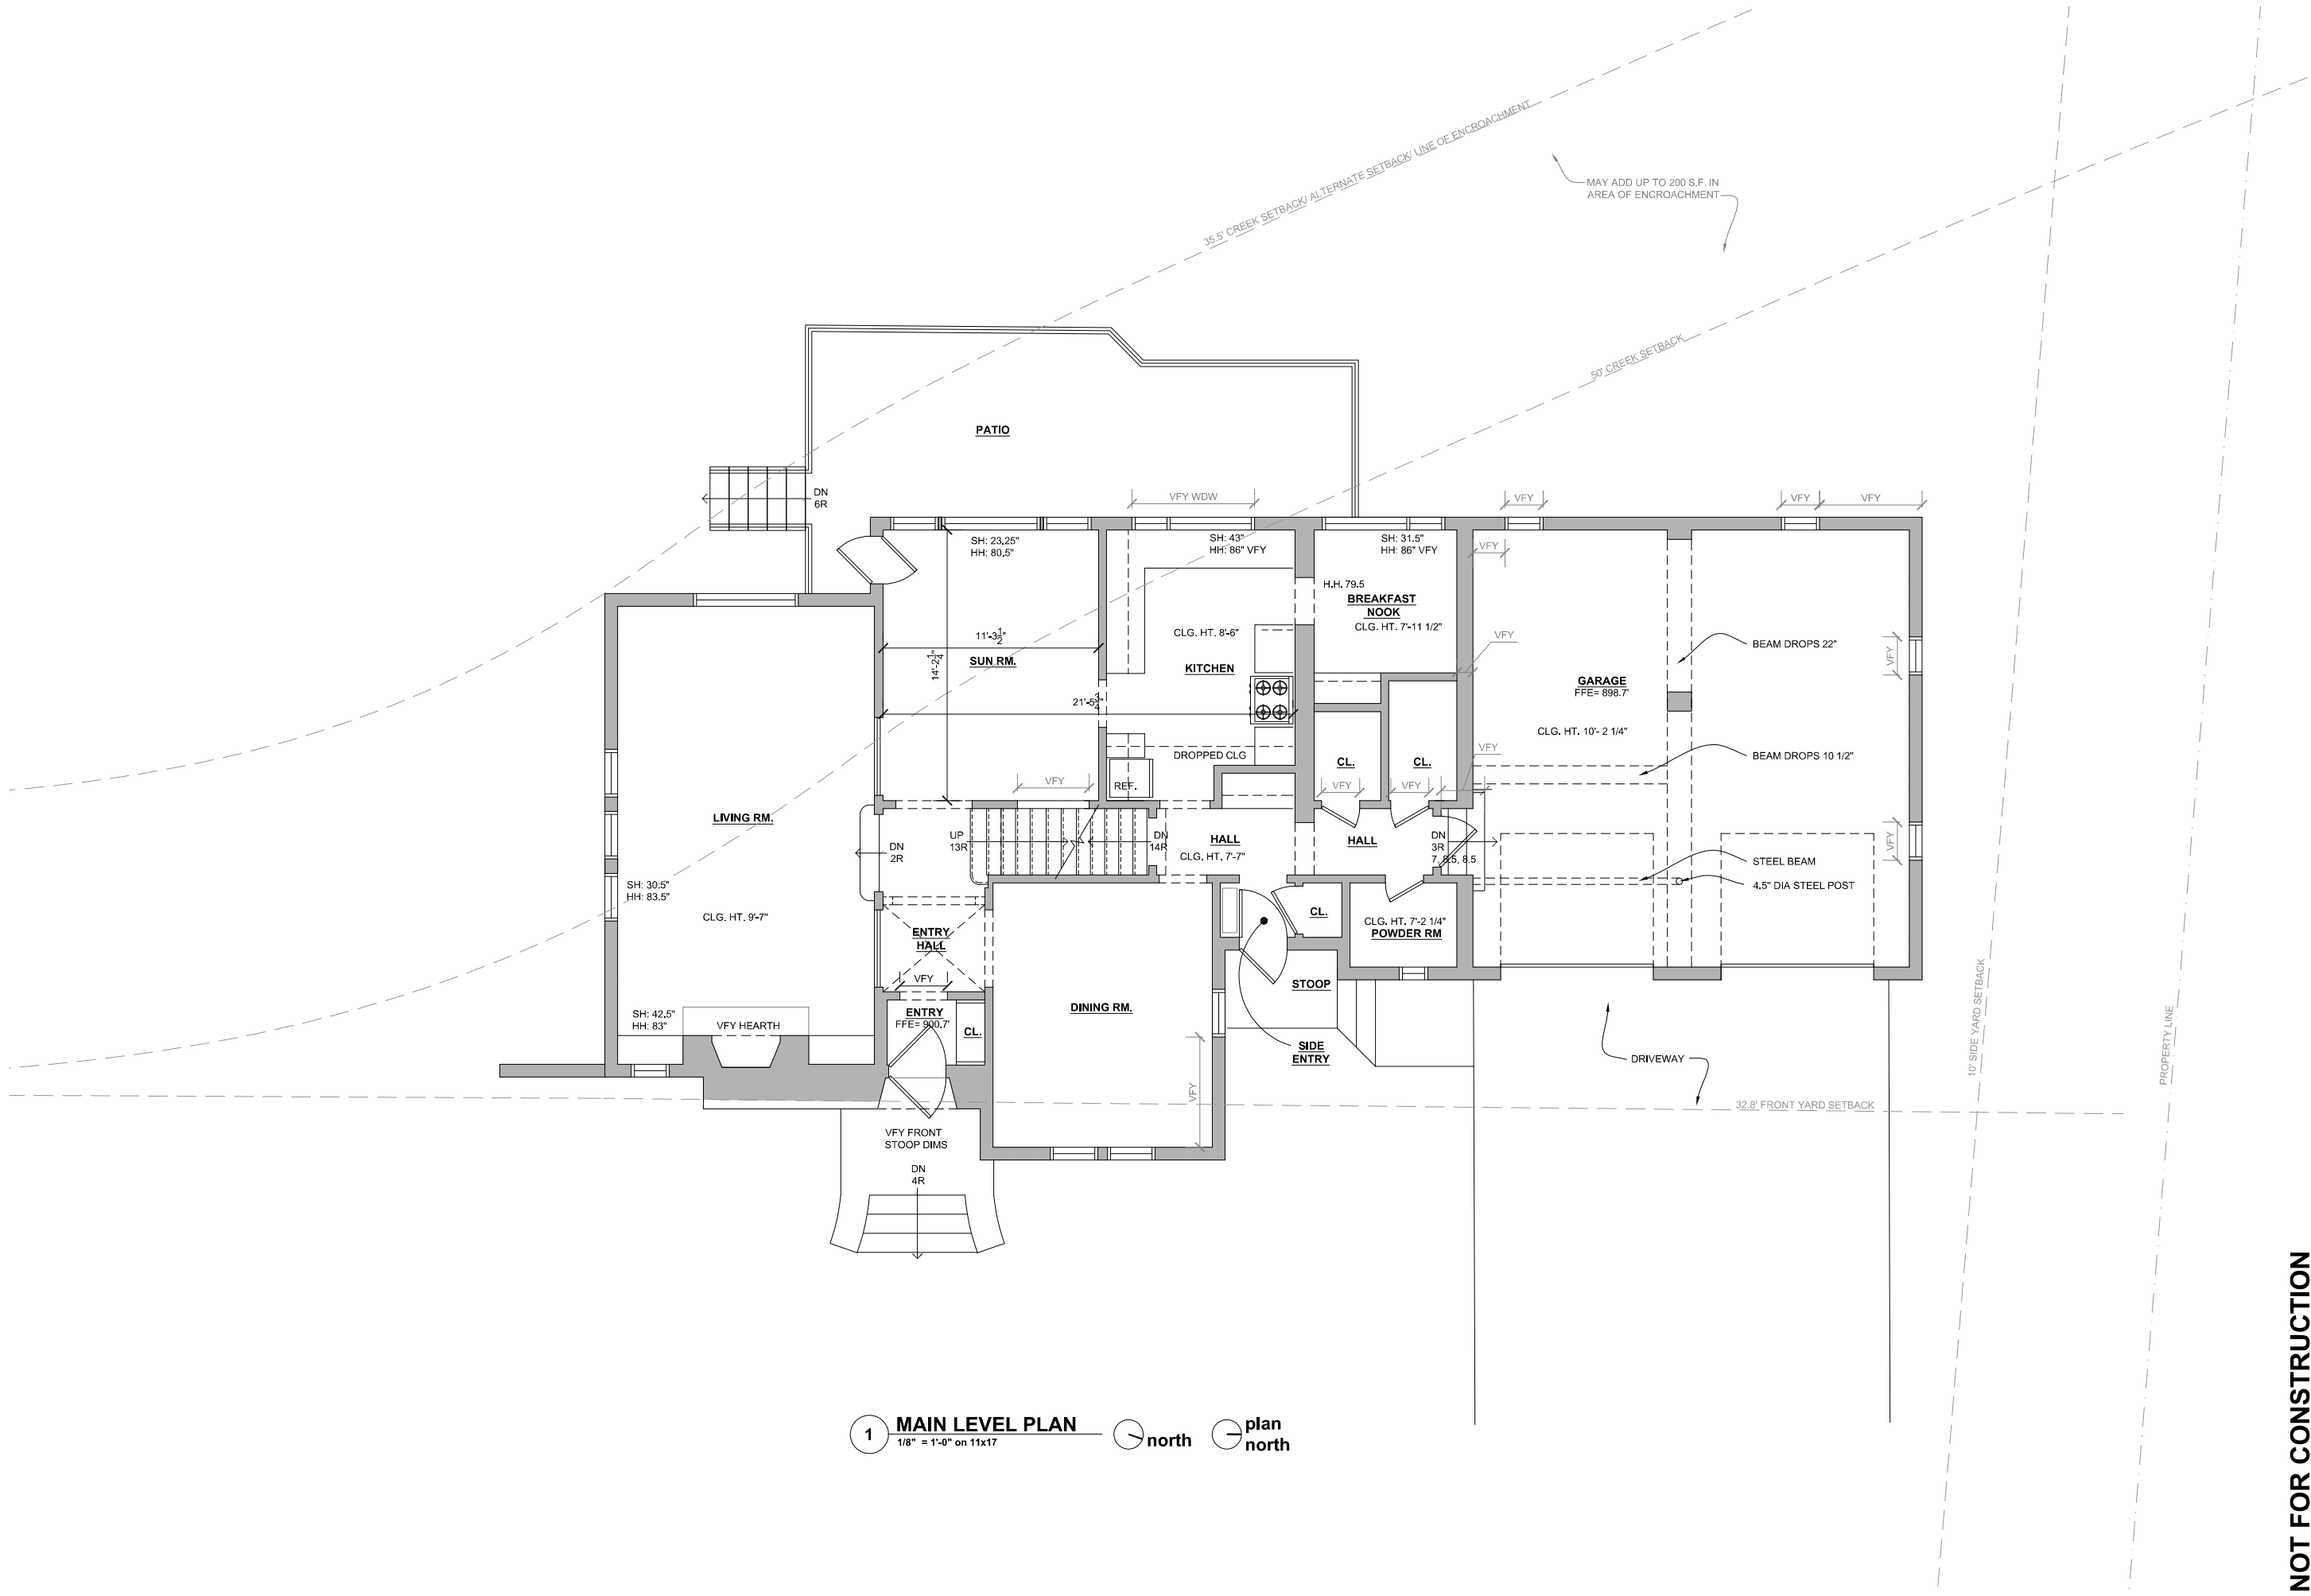 35.5' CREEK SETBACK/ ALTERNATE SETBACK/ LINE OF ENCROACHMENT
MAY ADD UP TO 200 S.F. IN
AREA OF ENCROACHMENT
50' CREEK SETBACK
PATIO
DN
6R
VFY WDW
VFY
VFY
VFY
SH: 23.25"
HH: 80.5"
SH: 43"
HH: 86" VFY
SH: 31.5"
HH: 86" VFY
VFY
H.H. 79.5
BREAKFAST
NOOK
CLG. HT. 7'-11 1/2"
11'-3 1/2"
14'-2 1/4"
SUN RM.
CLG. HT. 8'-6"
KITCHEN
VFY
BEAM DROPS 22"
VFY
GARAGE
FFE= 898.7'
21'-5 3/4"
CLG. HT. 10'- 2 1/4"
DROPPED CLG
VFY
BEAM DROPS 10 1/2"
CL.
CL.
VFY
REF.
VFY
VFY
LIVING RM.
UP
13R
DN
14R
HALL
CLG. HT. 7'-7"
HALL
DN
3R
7, 8.5, 8.5
VFY
DN
2R
STEEL BEAM
4.5" DIA STEEL POST
SH: 30.5"
HH: 83.5"
CLG. HT. 9'-7"
ENTRY
HALL
CL.
CLG. HT. 7'-2 1/4"
POWDER RM
VFY
STOOP
DINING RM.
SH: 42.5"
HH: 83"
VFY HEARTH
ENTRY
FFE= 900.7'
CL.
SIDE
ENTRY
DRIVEWAY
VFY
10' SIDE YARD SETBACK
PROPERTY LINE
32.8' FRONT YARD SETBACK
VFY FRONT
STOOP DIMS
DN
4R
1
MAIN LEVEL PLAN
1/8" = 1'-0" on 11x17
north
plan
north
NOT FOR CONSTRUCTION